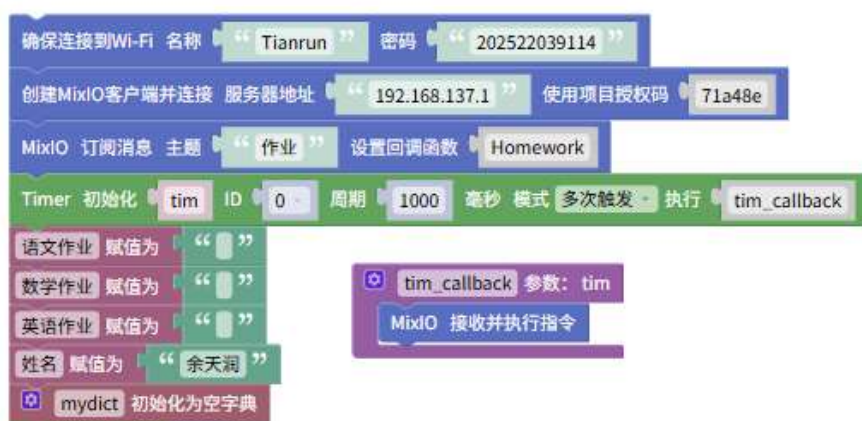 确保连接到Wi-Fi 名称 “ Tianrun ” 密码 “ 202522039114 ”
创建MixIO客户端并连接 服务器地址 “ 192.168.137.1 ” 使用项目授权码 71a48e
MixIO 订阅消息 主题 “ 作业 ” 设置回调函数 Homework
Timer 初始化 tim ID 0 周期 1000 毫秒 模式 多次触发 执行 tim_callback
语文作业 赋值为 “ ”
数学作业 赋值为 “ ”
英语作业 赋值为 “ ”
姓名 赋值为 “ 余天润 ”
mydict 初始化为空字典
tim_callback 参数: tim
MixIO 接收并执行指令